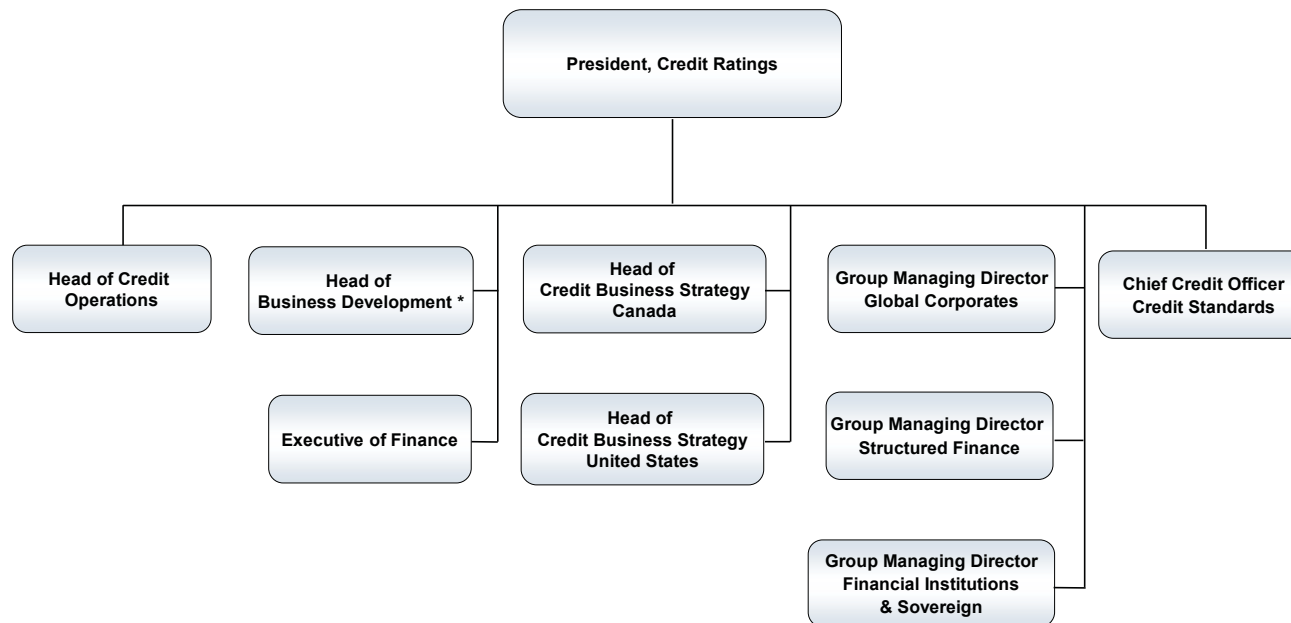 President, Credit Ratings
Head of Credit
Operations
Head of
Business Development *
Head of
Credit Business Strategy
Canada
Group Managing Director
Global Corporates
Chief Credit Officer
Credit Standards
Executive of Finance
Head of
Credit Business Strategy
United States
Group Managing Director
Structured Finance
Group Managing Director
Financial Institutions
& Sovereign